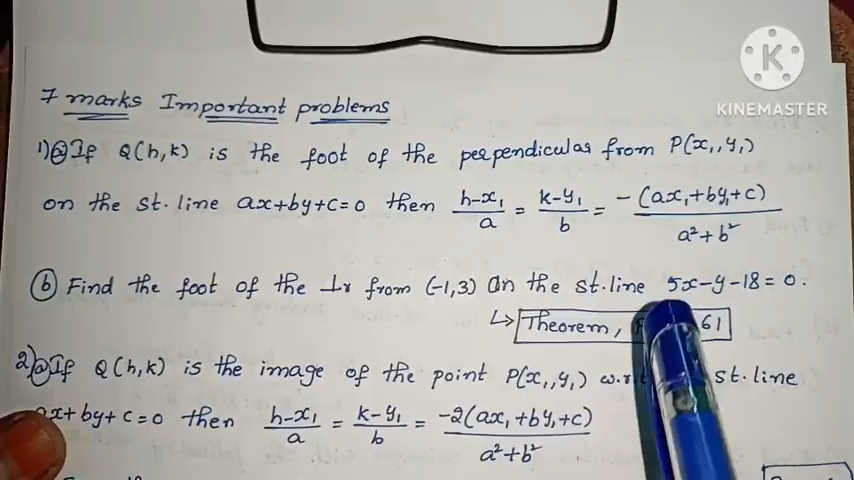 KINEMASTER
7 marks Important problems
1) ⓐ If Q(h,k) is the foot of the perpendicular from P(x₁,y₁)
on the st.line ax+by+c=0 then (h-x₁)/a = (k-y₁)/b = -(ax₁+by₁+c)/(a²+b²)
ⓑ Find the foot of the ⊥r from (-1,3) on the st.line 5x-y-18=0.
↳ Theorem, 61
2) ⓐ If Q(h,k) is the image of the point P(x₁,y₁) st.line
ax+by+c=0 then (h-x₁)/a = (k-y₁)/b = -2(ax₁+by₁+c)/(a²+b²)